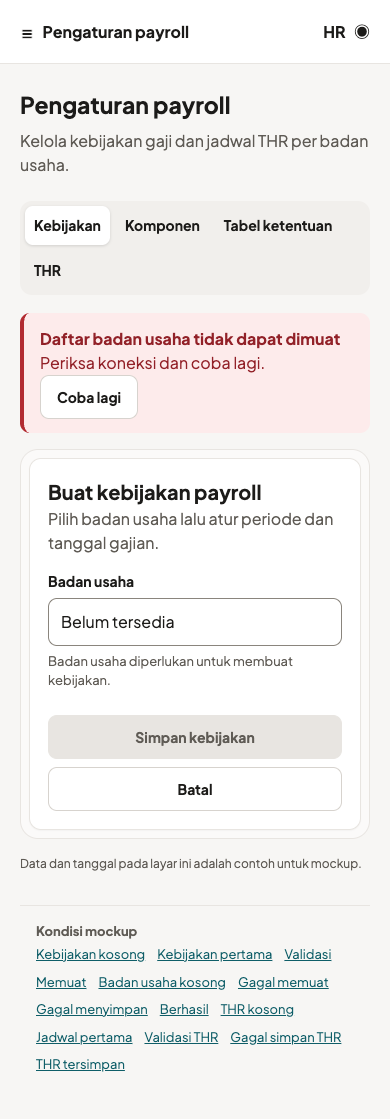 ≡ Pengaturan payroll HR ◉
Pengaturan payroll
Kelola kebijakan gaji dan jadwal THR per badan
usaha.
Kebijakan Komponen Tabel ketentuan
THR
Daftar badan usaha tidak dapat dimuat
Periksa koneksi dan coba lagi.
Coba lagi
Buat kebijakan payroll
Pilih badan usaha lalu atur periode dan
tanggal gajian.
Badan usaha
Belum tersedia
Badan usaha diperlukan untuk membuat
kebijakan.
Simpan kebijakan
Batal
Data dan tanggal pada layar ini adalah contoh untuk mockup.
Kondisi mockup
Kebijakan kosong Kebijakan pertama Validasi
Memuat Badan usaha kosong Gagal memuat
Gagal menyimpan Berhasil THR kosong
Jadwal pertama Validasi THR Gagal simpan THR
THR tersimpan